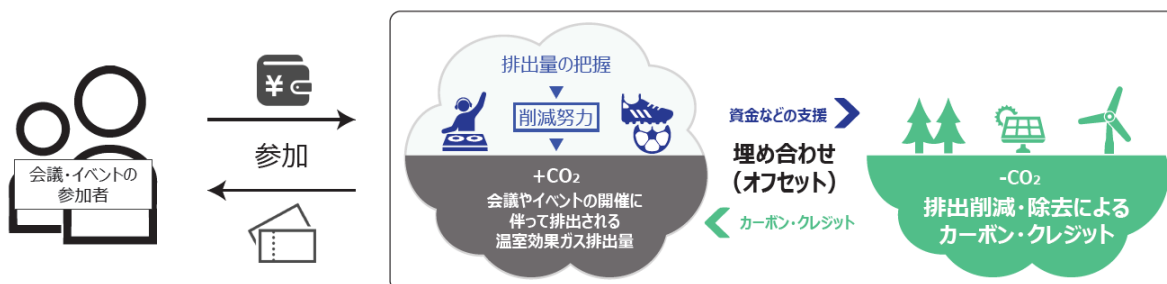 会議・イベントの
参加者
¥
参加
排出量の把握
削減努力
+CO₂
会議やイベントの開催に
伴って排出される
温室効果ガス排出量
資金などの支援
埋め合わせ
（オフセット）
カーボン・クレジット
-CO₂
排出削減・除去による
カーボン・クレジット